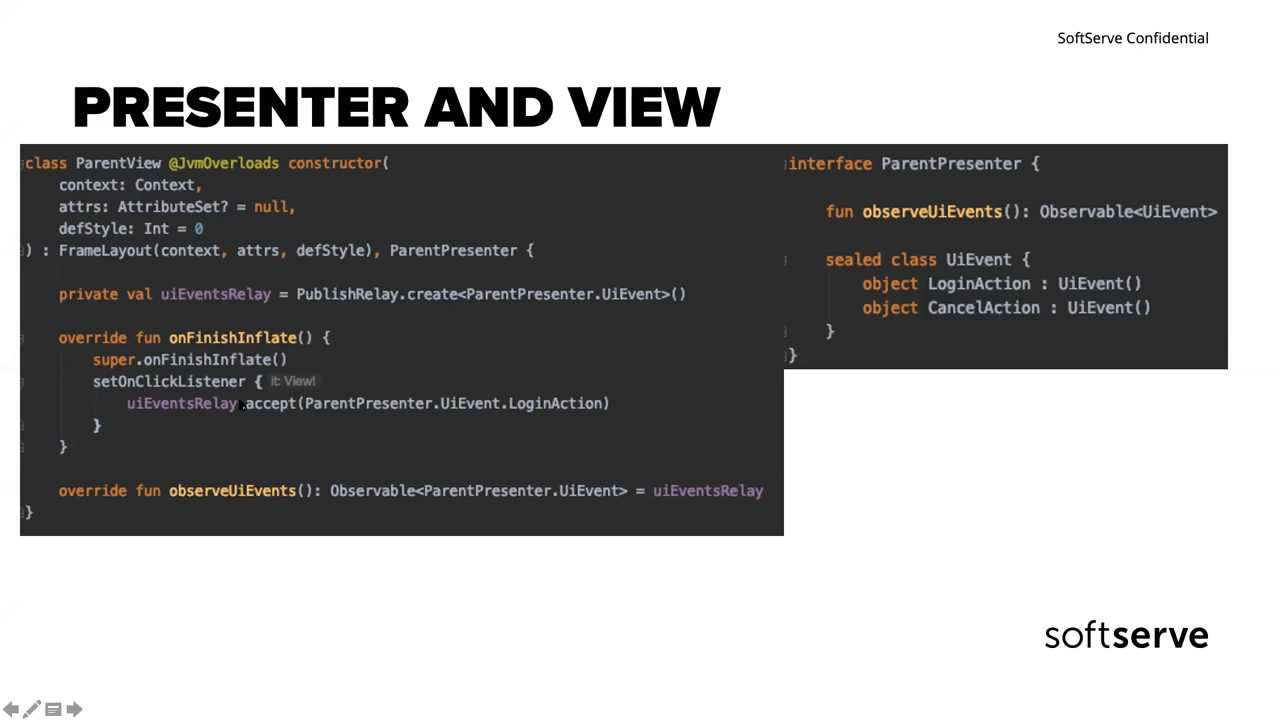 SoftServe Confidential
PRESENTER AND VIEW
class ParentView @JvmOverloads constructor(
    context: Context,
    attrs: AttributeSet? = null,
    defStyle: Int = 0
) : FrameLayout(context, attrs, defStyle), ParentPresenter {
    private val uiEventsRelay = PublishRelay.create<ParentPresenter.UiEvent>()
    override fun onFinishInflate() {
        super.onFinishInflate()
        setOnClickListener { it: View!
            uiEventsRelay.accept(ParentPresenter.UiEvent.LoginAction)
        }
    }
    override fun observeUiEvents(): Observable<ParentPresenter.UiEvent> = uiEventsRelay
}
interface ParentPresenter {
    fun observeUiEvents(): Observable<UiEvent>
    sealed class UiEvent {
        object LoginAction : UiEvent()
        object CancelAction : UiEvent()
    }
}
softserve